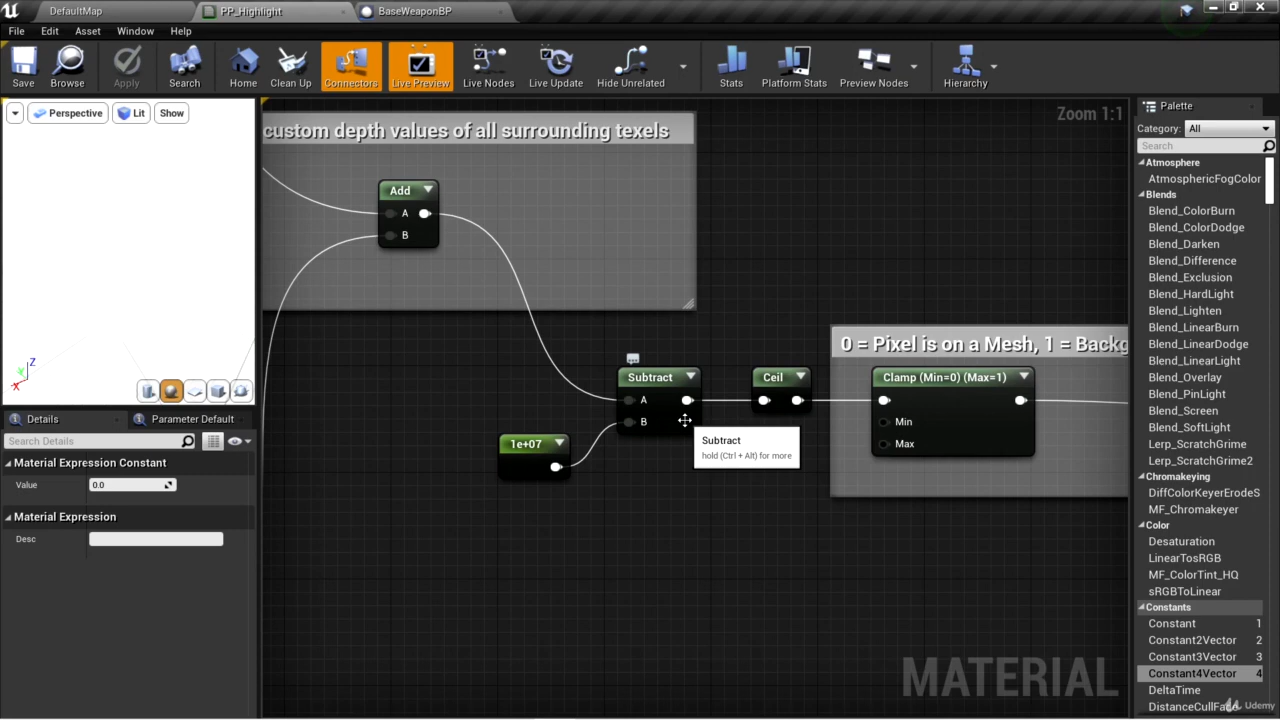 DefaultMap
PP_Highlight
BaseWeaponBP
File Edit Asset Window Help
Save Browse Apply Search Home Clean Up Connectors Live Preview Live Nodes Live Update Hide Unrelated Stats Platform Stats Preview Nodes Hierarchy
Perspective Lit Show
Z
X
custom depth values of all surrounding texels
Zoom 1:1
Add
A
B
Subtract
A
B
1e+07
Ceil
Subtract
hold (Ctrl + Alt) for more
0 = Pixel is on a Mesh, 1 = Backg
Clamp (Min=0) (Max=1)
Min
Max
MATERIAL
Details
Parameter Default
Search Details
Material Expression Constant
Value 0.0
Material Expression
Desc
Palette
Category: All
Search
Atmosphere
AtmosphericFogColor
Blends
Blend_ColorBurn
Blend_ColorDodge
Blend_Darken
Blend_Difference
Blend_Exclusion
Blend_HardLight
Blend_Lighten
Blend_LinearBurn
Blend_LinearDodge
Blend_LinearLight
Blend_Overlay
Blend_PinLight
Blend_Screen
Blend_SoftLight
Lerp_ScratchGrime
Lerp_ScratchGrime2
Chromakeying
DiffColorKeyerErodeS
MF_Chromakeyer
Color
Desaturation
LinearTosRGB
MF_ColorTint_HQ
sRGBToLinear
Constants
Constant 1
Constant2Vector 2
Constant3Vector 3
Constant4Vector 4
DeltaTime
DistanceCullFade
Udemy